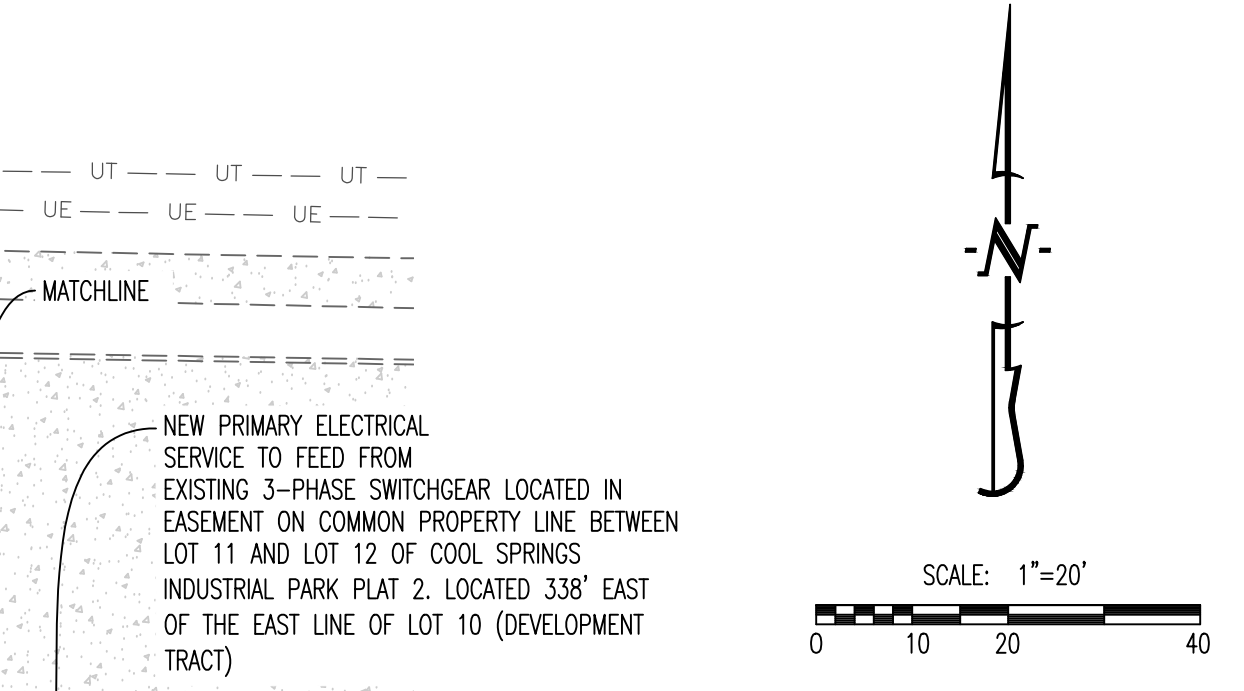 UT UT UT
UE UE UE
MATCHLINE
NEW PRIMARY ELECTRICAL
SERVICE TO FEED FROM
EXISTING 3-PHASE SWITCHGEAR LOCATED IN
EASEMENT ON COMMON PROPERTY LINE BETWEEN
LOT 11 AND LOT 12 OF COOL SPRINGS
INDUSTRIAL PARK PLAT 2. LOCATED 338' EAST
OF THE EAST LINE OF LOT 10 (DEVELOPMENT
TRACT)
N
SCALE: 1"=20'
0 10 20 40